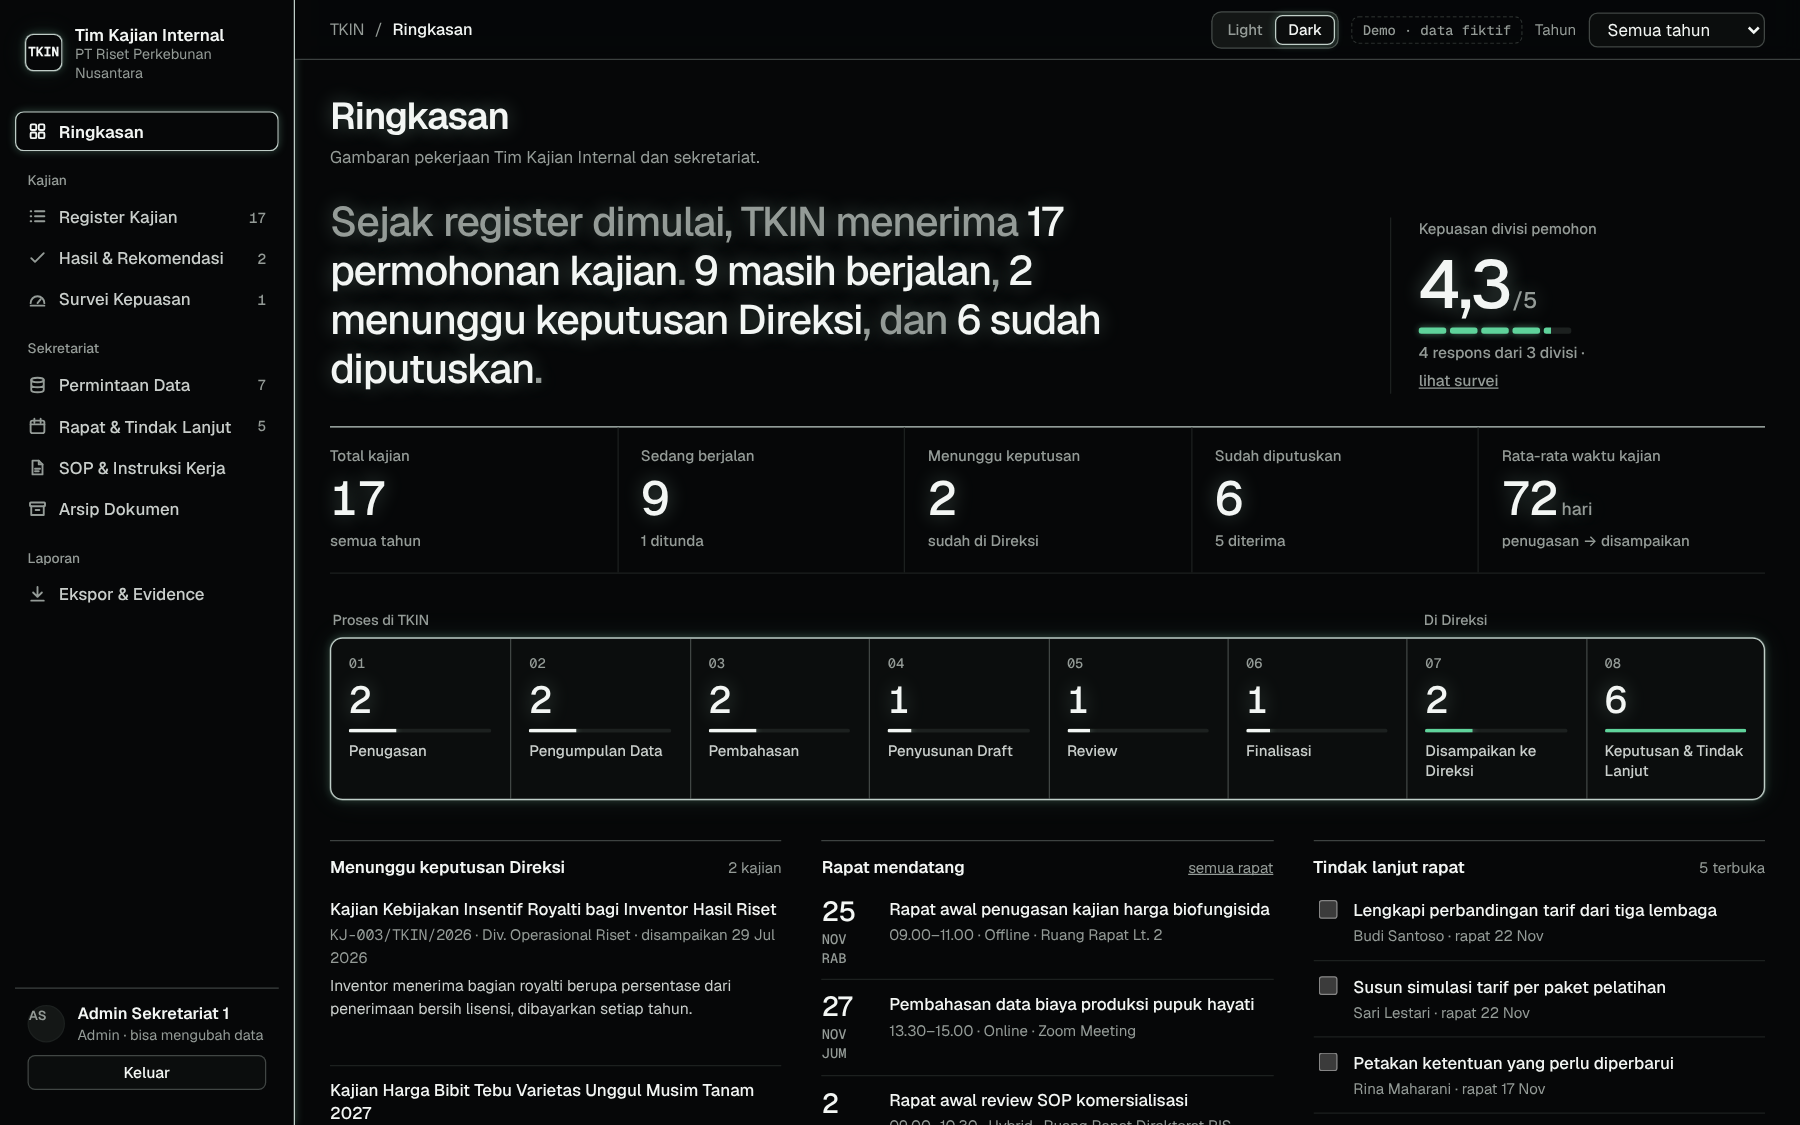 TKIN
Tim Kajian Internal
PT Riset Perkebunan
Nusantara
Ringkasan
Kajian
Register Kajian 17
Hasil & Rekomendasi 2
Survei Kepuasan 1
Sekretariat
Permintaan Data 7
Rapat & Tindak Lanjut 5
SOP & Instruksi Kerja
Arsip Dokumen
Laporan
Ekspor & Evidence
AS
Admin Sekretariat 1
Admin · bisa mengubah data
Keluar
TKIN / Ringkasan
Light Dark Demo · data fiktif Tahun Semua tahun
Ringkasan
Gambaran pekerjaan Tim Kajian Internal dan sekretariat.
Sejak register dimulai, TKIN menerima 17
permohonan kajian. 9 masih berjalan, 2
menunggu keputusan Direksi, dan 6 sudah
diputuskan.
Kepuasan divisi pemohon
4,3/5
4 respons dari 3 divisi ·
lihat survei
Total kajian
17
semua tahun
Sedang berjalan
9
1 ditunda
Menunggu keputusan
2
sudah di Direksi
Sudah diputuskan
6
5 diterima
Rata-rata waktu kajian
72 hari
penugasan → disampaikan
Proses di TKIN
Di Direksi
01
2
Penugasan
02
2
Pengumpulan Data
03
2
Pembahasan
04
1
Penyusunan Draft
05
1
Review
06
1
Finalisasi
07
2
Disampaikan ke
Direksi
08
6
Keputusan & Tindak
Lanjut
Menunggu keputusan Direksi 2 kajian
Kajian Kebijakan Insentif Royalti bagi Inventor Hasil Riset
KJ-003/TKIN/2026 · Div. Operasional Riset · disampaikan 29 Jul
2026
Inventor menerima bagian royalti berupa persentase dari
penerimaan bersih lisensi, dibayarkan setiap tahun.
Kajian Harga Bibit Tebu Varietas Unggul Musim Tanam
2027
Rapat mendatang semua rapat
25
NOV
RAB
Rapat awal penugasan kajian harga biofungisida
09.00–11.00 · Offline · Ruang Rapat Lt. 2
27
NOV
JUM
Pembahasan data biaya produksi pupuk hayati
13.30–15.00 · Online · Zoom Meeting
2
Rapat awal review SOP komersialisasi
09.00–10.30 · Hybrid · Ruang Rapat Direktorat RIS
Tindak lanjut rapat 5 terbuka
Lengkapi perbandingan tarif dari tiga lembaga
Budi Santoso · rapat 22 Nov
Susun simulasi tarif per paket pelatihan
Sari Lestari · rapat 22 Nov
Petakan ketentuan yang perlu diperbarui
Rina Maharani · rapat 17 Nov